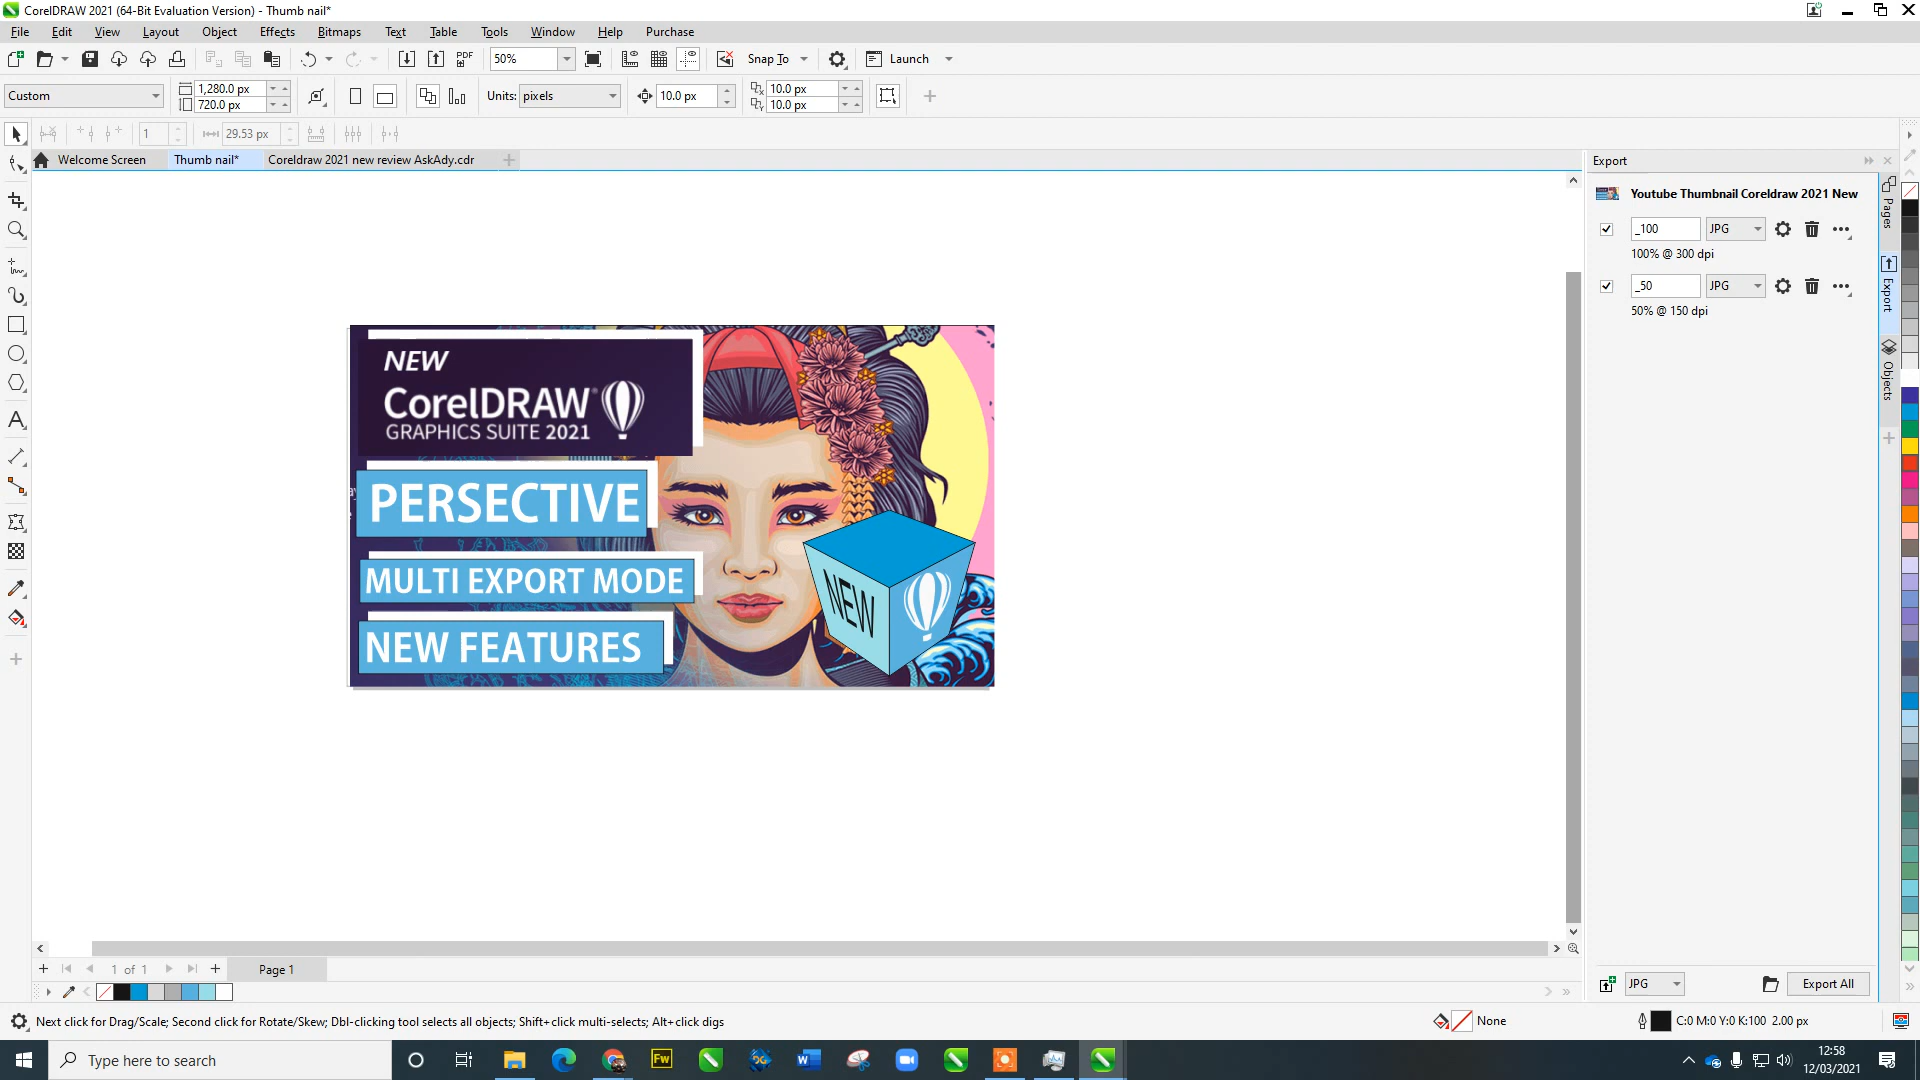 CorelDRAW 2021 (64-Bit Evaluation Version) - Thumb nail*
File Edit View Layout Object Effects Bitmaps Text Table Tools Window Help Purchase
PDF 50% Snap To Launch
Custom 1,280.0 px 720.0 px Units: pixels 10.0 px 10.0 px 10.0 px
1 29.53 px
Welcome Screen Thumb nail* Coreldraw 2021 new review AskAdy.cdr
Export
Youtube Thumbnail Coreldraw 2021 New
_100 JPG
100% @ 300 dpi
_50 JPG
50% @ 150 dpi
Pages
Export
Objects
NEW
CorelDRAW®
GRAPHICS SUITE 2021
PERSECTIVE
MULTI EXPORT MODE
NEW FEATURES
NEW
1 of 1 Page 1
JPG Export All
Next click for Drag/Scale; Second click for Rotate/Skew; Dbl-clicking tool selects all objects; Shift+click multi-selects; Alt+click digs
None C:0 M:0 Y:0 K:100 2.00 px
Type here to search
Fw
12:58
12/03/2021